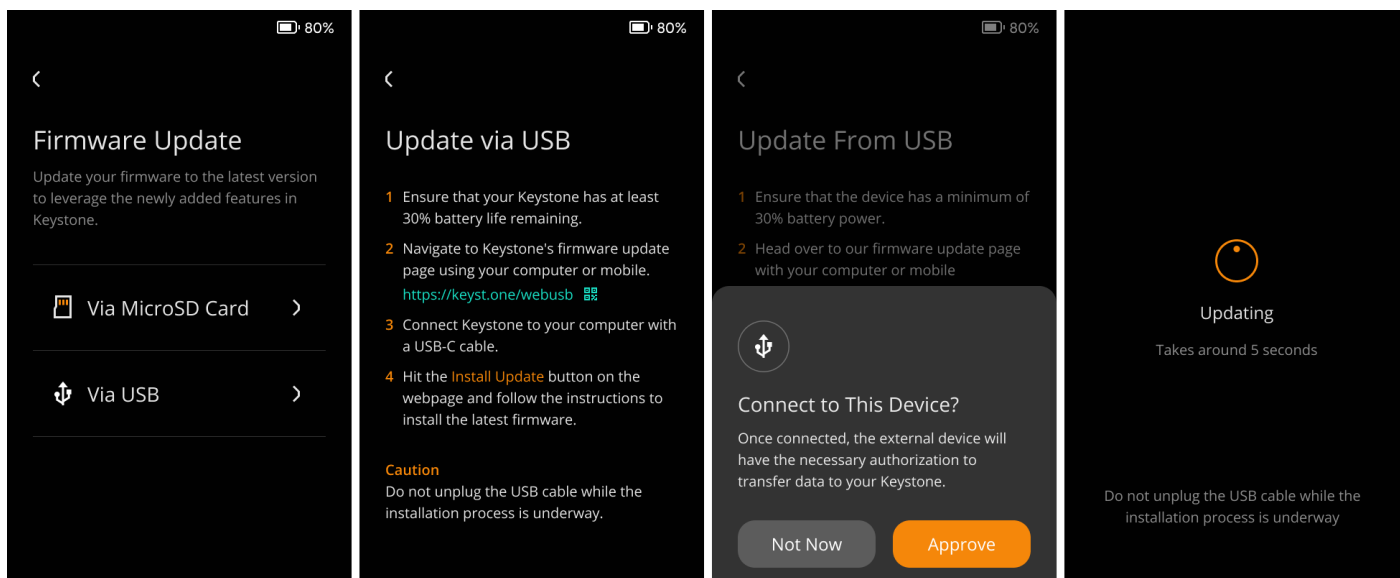 80%
Firmware Update
Update your firmware to the latest version
to leverage the newly added features in
Keystone.
Via MicroSD Card
Via USB
80%
Update via USB
1 Ensure that your Keystone has at least
30% battery life remaining.
2 Navigate to Keystone's firmware update
page using your computer or mobile.
https://keyst.one/webusb
3 Connect Keystone to your computer with
a USB-C cable.
4 Hit the Install Update button on the
webpage and follow the instructions to
install the latest firmware.
Caution
Do not unplug the USB cable while the
installation process is underway.
80%
Update From USB
1 Ensure that the device has a minimum of
30% battery power.
2 Head over to our firmware update page
with your computer or mobile
Connect to This Device?
Once connected, the external device will
have the necessary authorization to
transfer data to your Keystone.
Not Now
Approve
Updating
Takes around 5 seconds
Do not unplug the USB cable while the
installation process is underway